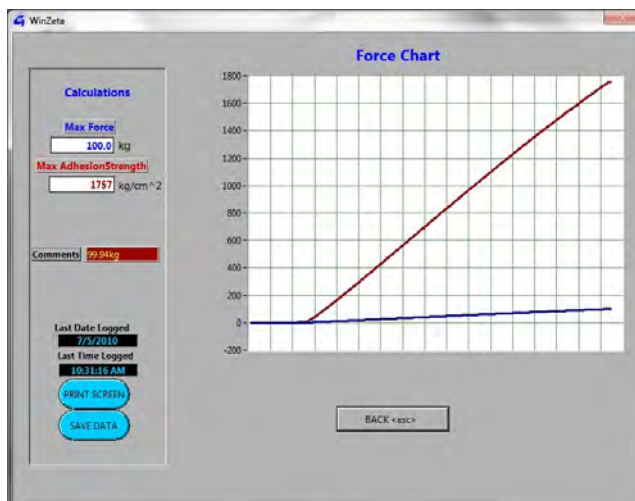 WinZeta
Force Chart
Calculations
Max Force
100.0 kg
Max AdhesionStrength
1757 kg/cm^2
Comments 99.94kg
Last Date Logged
7/5/2010
Last Time Logged
10:31:16 AM
PRINT SCREEN
SAVE DATA
1800
1600
1400
1200
1000
800
600
400
200
0
-200
BACK <esc>